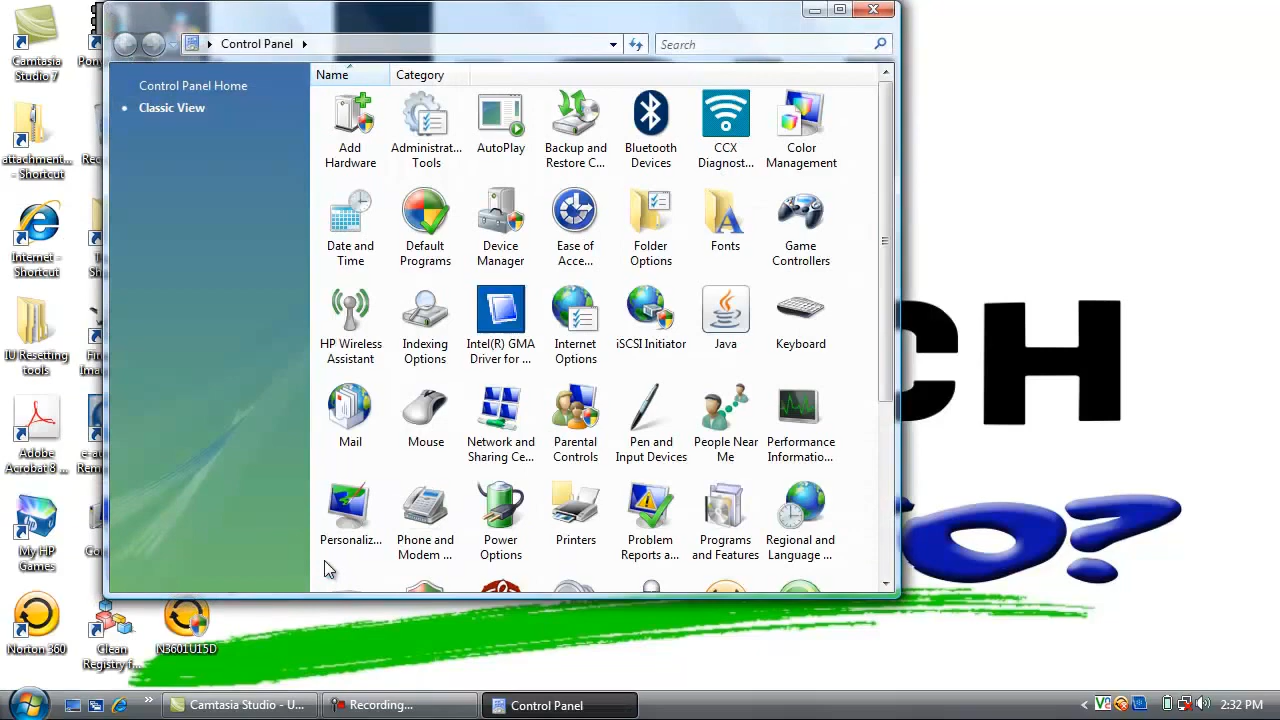 Camtasia
Studio 7
attachment...
- Shortcut
Internet -
Shortcut
IU Resetting
tools
Adobe
Acrobat 8 ...
My HP
Games
Norton 360
Clean
Registry f...
N3601U15D
Control Panel
Search
Control Panel Home
Classic View
Name
Category
Add
Hardware
Administrat...
Tools
AutoPlay
Backup and
Restore C...
Bluetooth
Devices
CCX
Diagnost...
Color
Management
Date and
Time
Default
Programs
Device
Manager
Ease of
Acce...
Folder
Options
Fonts
Game
Controllers
HP Wireless
Assistant
Indexing
Options
Intel(R) GMA
Driver for ...
Internet
Options
iSCSI Initiator
Java
Keyboard
Mail
Mouse
Network and
Sharing Ce...
Parental
Controls
Pen and
Input Devices
People Near
Me
Performance
Informatio...
Personaliz...
Phone and
Modem ...
Power
Options
Printers
Problem
Reports a...
Programs
and Features
Regional and
Language ...
CH
o?
Camtasia Studio - U...
Recording...
Control Panel
2:32 PM